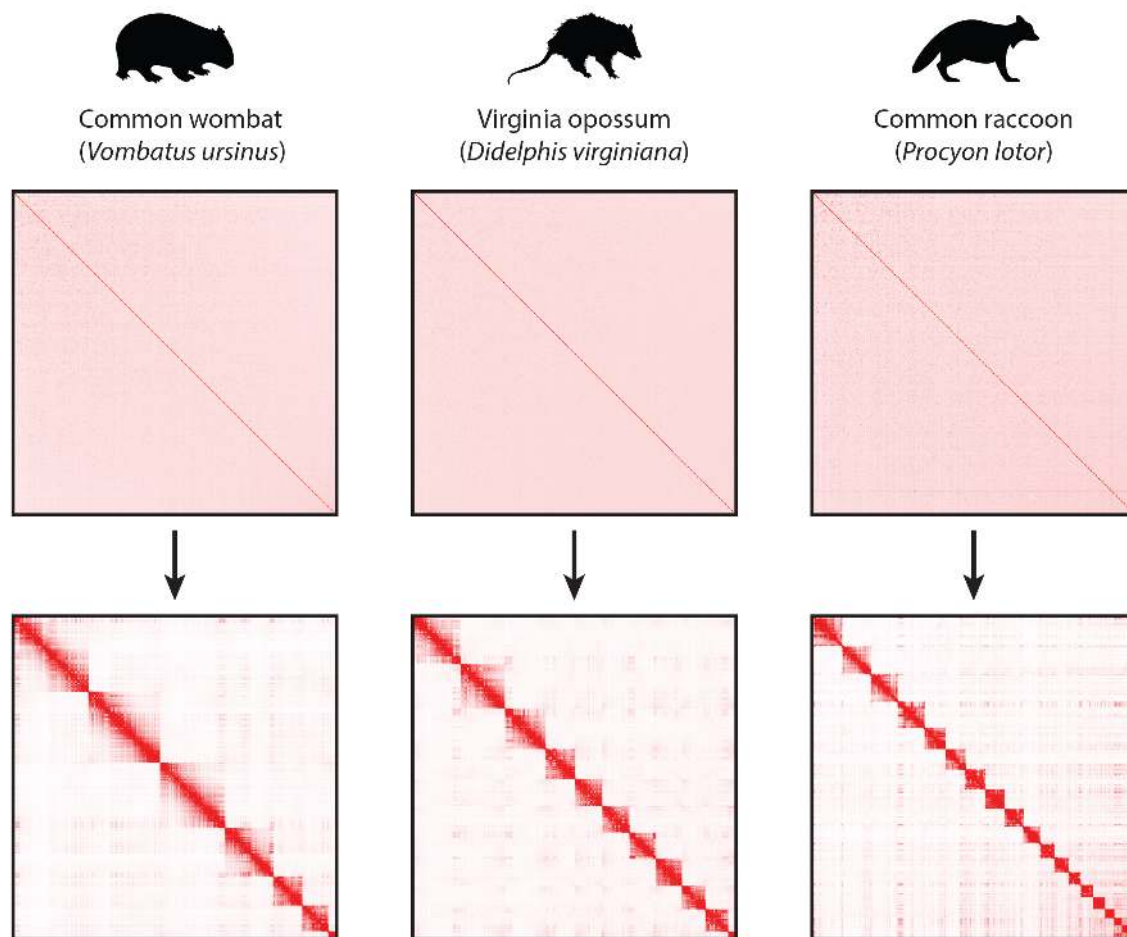 Common wombat
(Vombatus ursinus)
Virginia opossum
(Didelphis virginiana)
Common raccoon
(Procyon lotor)